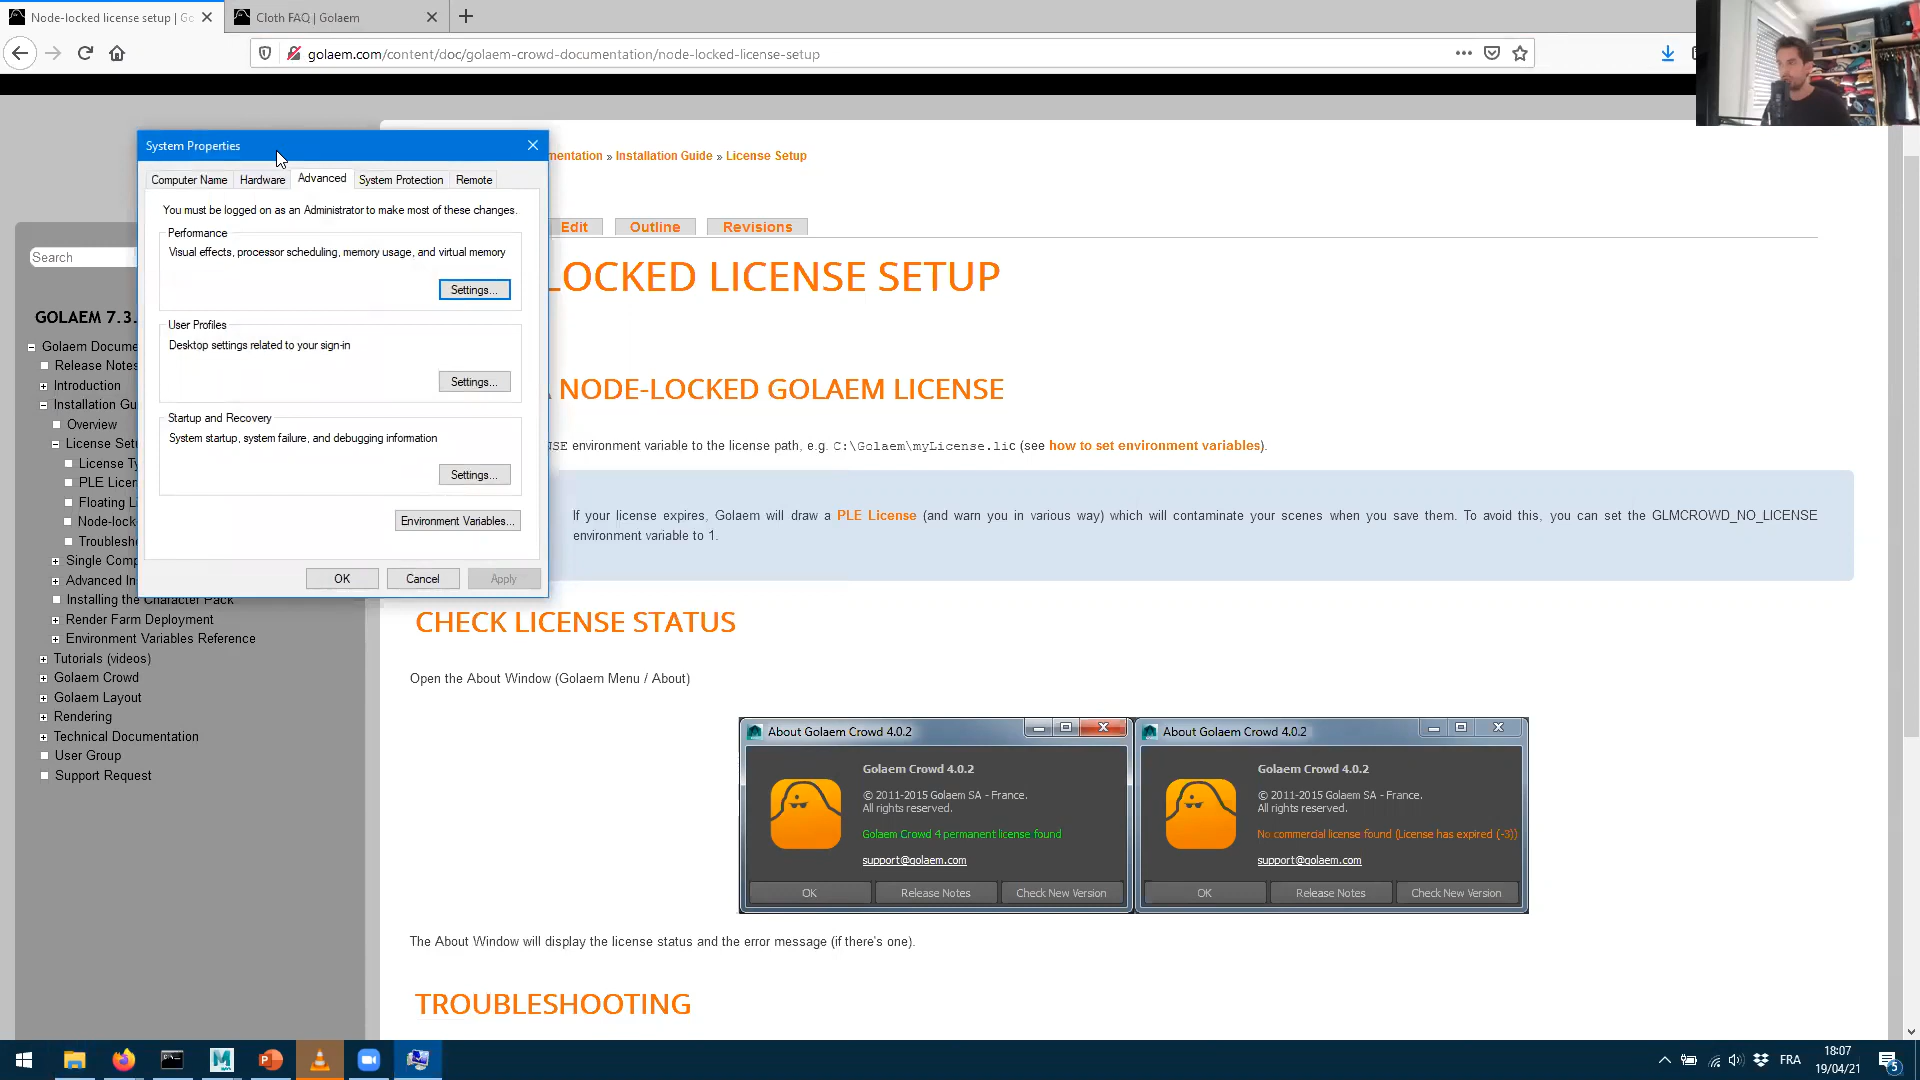 Node-locked license setup | Go
Cloth FAQ | Golaem
golaem.com/content/doc/golaem-crowd-documentation/node-locked-license-setup
System Properties
Computer Name
Hardware
Advanced
System Protection
Remote
You must be logged on as an Administrator to make most of these changes.
Performance
Visual effects, processor scheduling, memory usage, and virtual memory
Settings...
User Profiles
Desktop settings related to your sign-in
Settings...
Startup and Recovery
System startup, system failure, and debugging information
Settings...
Environment Variables...
OK
Cancel
Apply
mentation » Installation Guide » License Setup
Edit
Outline
Revisions
LOCKED LICENSE SETUP
NODE-LOCKED GOLAEM LICENSE
NSE environment variable to the license path, e.g. C:\Golaem\myLicense.lic (see how to set environment variables).
If your license expires, Golaem will draw a PLE License (and warn you in various way) which will contaminate your scenes when you save them. To avoid this, you can set the GLMCROWD_NO_LICENSE
environment variable to 1.
CHECK LICENSE STATUS
Open the About Window (Golaem Menu / About)
About Golaem Crowd 4.0.2
Golaem Crowd 4.0.2
© 2011-2015 Golaem SA - France.
All rights reserved.
Golaem Crowd 4 permanent license found
support@golaem.com
OK
Release Notes
Check New Version
About Golaem Crowd 4.0.2
Golaem Crowd 4.0.2
© 2011-2015 Golaem SA - France.
All rights reserved.
No commercial license found (License has expired (-3))
support@golaem.com
OK
Release Notes
Check New Version
The About Window will display the license status and the error message (if there's one).
TROUBLESHOOTING
Search
GOLAEM 7.3.
Golaem Docume
Release Notes
Introduction
Installation Gu
Overview
License Setu
License Ty
PLE Licen
Floating Li
Node-lock
Troublesh
Single Comp
Advanced In
Installing the Character Pack
Render Farm Deployment
Environment Variables Reference
Tutorials (videos)
Golaem Crowd
Golaem Layout
Rendering
Technical Documentation
User Group
Support Request
FRA
18:07
19/04/21
5